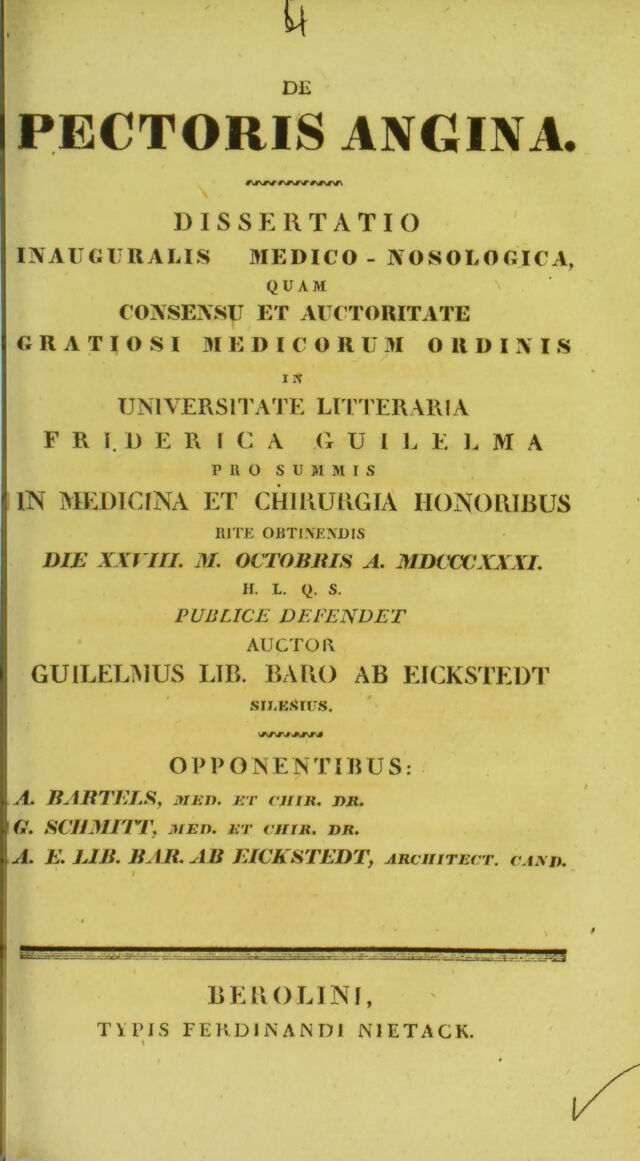 DE
PECTORIS ANGINA.
DISSERTATIO
INAUGURALIS MEDICO - NOSOLOGICA,
QUAM
CONSENSU ET AUCTORITATE
GRATIOSI MEDICORUM ORDINIS
IN
UNIVERSITATE LITTERARIA
FRIDERICA GUILELMA
PRO SUMMIS
IN MEDICINA ET CHIRURGIA HONORIBUS
RITE OBTINENDIS
DIE XXVIII. M. OCTOBRIS A. MDCCCXXXI.
H. L. Q. S.
PUBLICE DEFENDET
AUCTOR
GUILELMUS LIB. BARO AB EICKSTEDT
SILESIUS.
OPPONENTIBUS:
A. BARTELS, MED. ET CHIR. DR.
G. SCHMITT, MED. ET CHIR. DR.
A. E. LIB. BAR. AB EICKSTEDT, ARCHITECT. CAND.
BEROLINI,
TYPIS FERDINANDI NIETACK.